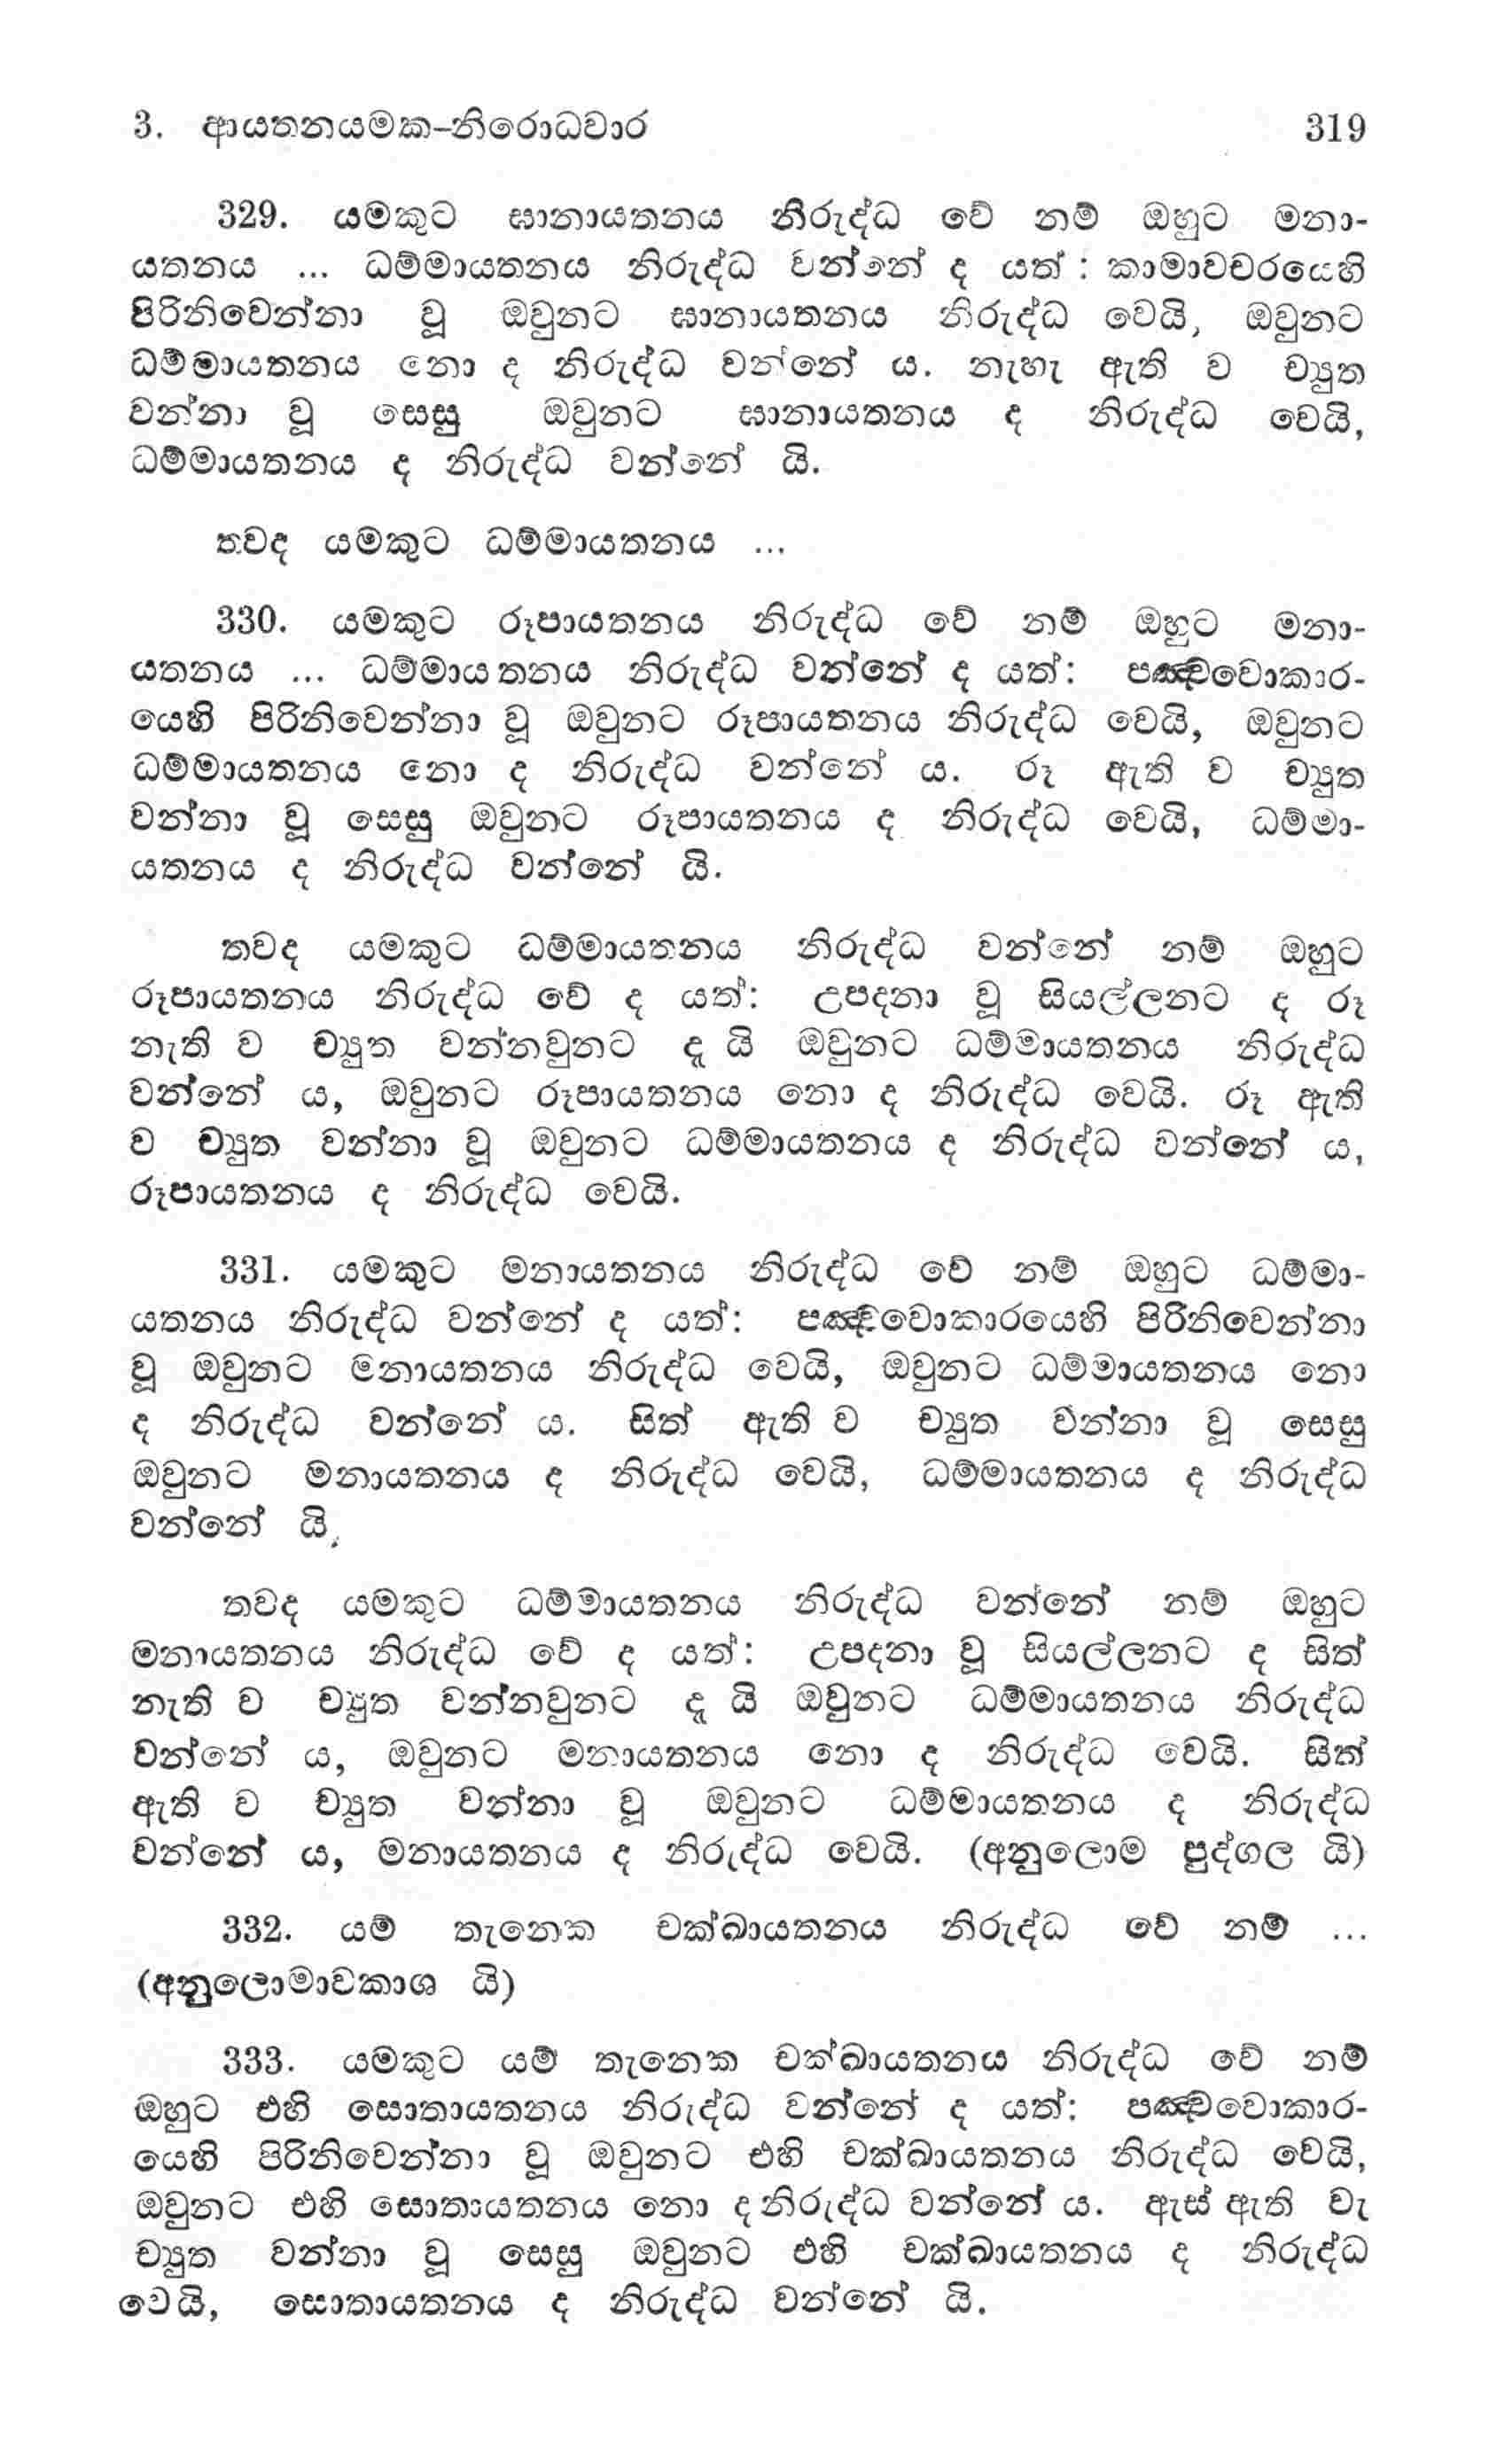 3. ආයතනයමක–නිරොධවාර 319
329. යමකුට ඝානායතනය නිරුද්ධ වේ නම් ඔහුට මනා-
යතනය ... ධම්මායතනය නිරුද්ධ වන්නේ ද යත් : කාමාවචරයෙහි
පිරිනිවෙන්නා වූ ඔවුනට ඝානායතනය නිරුද්ධ වෙයි, ඔවුනට
ධම්මායතනය නො ද නිරුද්ධ වන්නේ ය. නැහැ ඇති ව ච්‍යුත
වන්නා වූ සෙසු ඔවුනට ඝානායතනය ද නිරුද්ධ වෙයි,
ධම්මායතනය ද නිරුද්ධ වන්නේ යි.
තවද යමකුට ධම්මායතනය ...
330. යමකුට රූපායතනය නිරුද්ධ වේ නම් ඔහුට මනා-
යතනය ... ධම්මායතනය නිරුද්ධ වන්නේ ද යත්: පඤ්චවොකාර-
යෙහි පිරිනිවෙන්නා වූ ඔවුනට රූපායතනය නිරුද්ධ වෙයි, ඔවුනට
ධම්මායතනය නො ද නිරුද්ධ වන්නේ ය. රූ ඇති ව ච්‍යුත
වන්නා වූ සෙසු ඔවුනට රූපායතනය ද නිරුද්ධ වෙයි, ධම්මා-
යතනය ද නිරුද්ධ වන්නේ යි.
තවද යමකුට ධම්මායතනය නිරුද්ධ වන්නේ නම් ඔහුට
රූපායතනය නිරුද්ධ වේ ද යත්: උපදනා වූ සියල්ලනට ද රූ
නැති ව ච්‍යුත වන්නවුනට දැ යි ඔවුනට ධම්මායතනය නිරුද්ධ
වන්නේ ය, ඔවුනට රූපායතනය නො ද නිරුද්ධ වෙයි. රූ ඇති
ව ච්‍යුත වන්නා වූ ඔවුනට ධම්මායතනය ද නිරුද්ධ වන්නේ ය,
රූපායතනය ද නිරුද්ධ වෙයි.
331. යමකුට මනායතනය නිරුද්ධ වේ නම් ඔහුට ධම්මා-
යතනය නිරුද්ධ වන්නේ ද යත්: පඤ්චවොකාරයෙහි පිරිනිවෙන්නා
වූ ඔවුනට මනායතනය නිරුද්ධ වෙයි, ඔවුනට ධම්මායතනය නො
ද නිරුද්ධ වන්නේ ය. සිත් ඇති ව ච්‍යුත වන්නා වූ සෙසු
ඔවුනට මනායතනය ද නිරුද්ධ වෙයි, ධම්මායතනය ද නිරුද්ධ
වන්නේ යි.
තවද යමකුට ධම්මායතනය නිරුද්ධ වන්නේ නම් ඔහුට
මනායතනය නිරුද්ධ වේ ද යත්: උපදනා වූ සියල්ලනට ද සිත්
නැති ව ච්‍යුත වන්නවුනට දැ යි ඔවුනට ධම්මායතනය නිරුද්ධ
වන්නේ ය, ඔවුනට මනායතනය නො ද නිරුද්ධ වෙයි. සිත්
ඇති ව ච්‍යුත වන්නා වූ ඔවුනට ධම්මායතනය ද නිරුද්ධ
වන්නේ ය, මනායතනය ද නිරුද්ධ වෙයි. (අනුලොම පුද්ගල යි)
332. යම් තැනෙක චක්ඛායතනය නිරුද්ධ වේ නම් ...
(අනුලොමාවකාශ යි)
333. යමකුට යම් තැනෙක චක්ඛායතනය නිරුද්ධ වේ නම්
ඔහුට එහි සොතායතනය නිරුද්ධ වන්නේ ද යත්: පඤ්චවොකාර-
යෙහි පිරිනිවෙන්නා වූ ඔවුනට එහි චක්ඛායතනය නිරුද්ධ වෙයි,
ඔවුනට එහි සොතායතනය නො ද නිරුද්ධ වන්නේ ය. ඇස් ඇති වැ
ච්‍යුත වන්නා වූ සෙසු ඔවුනට එහි චක්ඛායතනය ද නිරුද්ධ
වෙයි, සොතායතනය ද නිරුද්ධ වන්නේ යි.